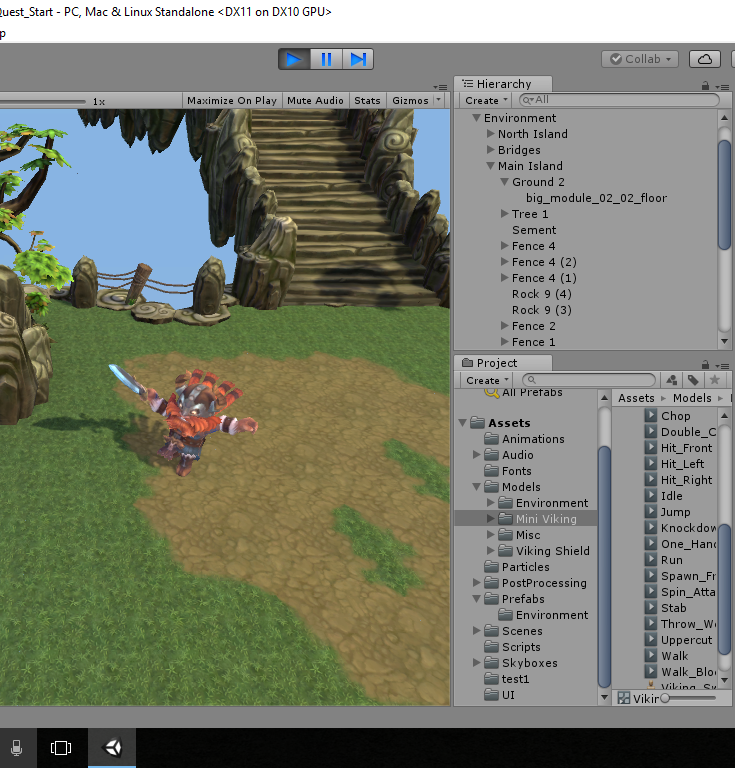 Quest_Start - PC, Mac & Linux Standalone <DX11 on DX10 GPU>
p
Collab
1x
Maximize On Play
Mute Audio
Stats
Gizmos
Hierarchy
Create
All
Environment
North Island
Bridges
Main Island
Ground 2
big_module_02_02_floor
Tree 1
Sement
Fence 4
Fence 4 (2)
Fence 4 (1)
Rock 9 (4)
Rock 9 (3)
Fence 2
Fence 1
Project
Create
All Prefabs
Assets
Animations
Audio
Fonts
Models
Environment
Mini Viking
Misc
Viking Shield
Particles
PostProcessing
Prefabs
Environment
Scenes
Scripts
Skyboxes
test1
UI
Assets ▸ Models ▸
Chop
Double_C
Hit_Front
Hit_Left
Hit_Right
Idle
Jump
Knockdow
One_Hand
Run
Spawn_Fr
Spin_Atta
Stab
Throw_We
Uppercut
Walk
Walk_Bloc
Viking_Sw
Vikin